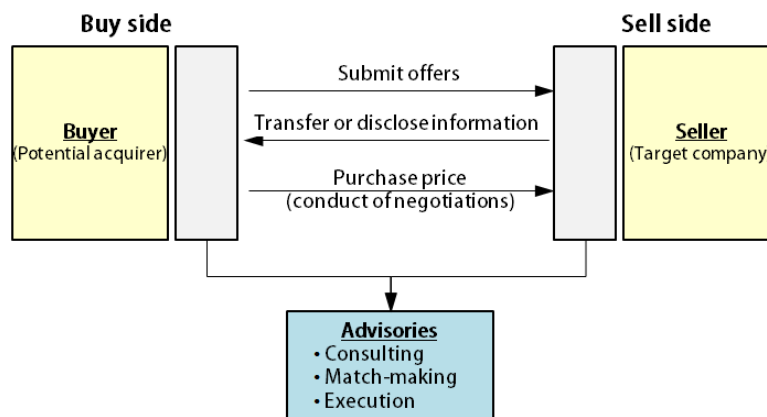 Buy side
Sell side
Submit offers
Buyer
(Potential acquirer)
Transfer or disclose information
Seller
(Target company
Purchase price
(conduct of negotiations)
Advisories
• Consulting
• Match-making
• Execution